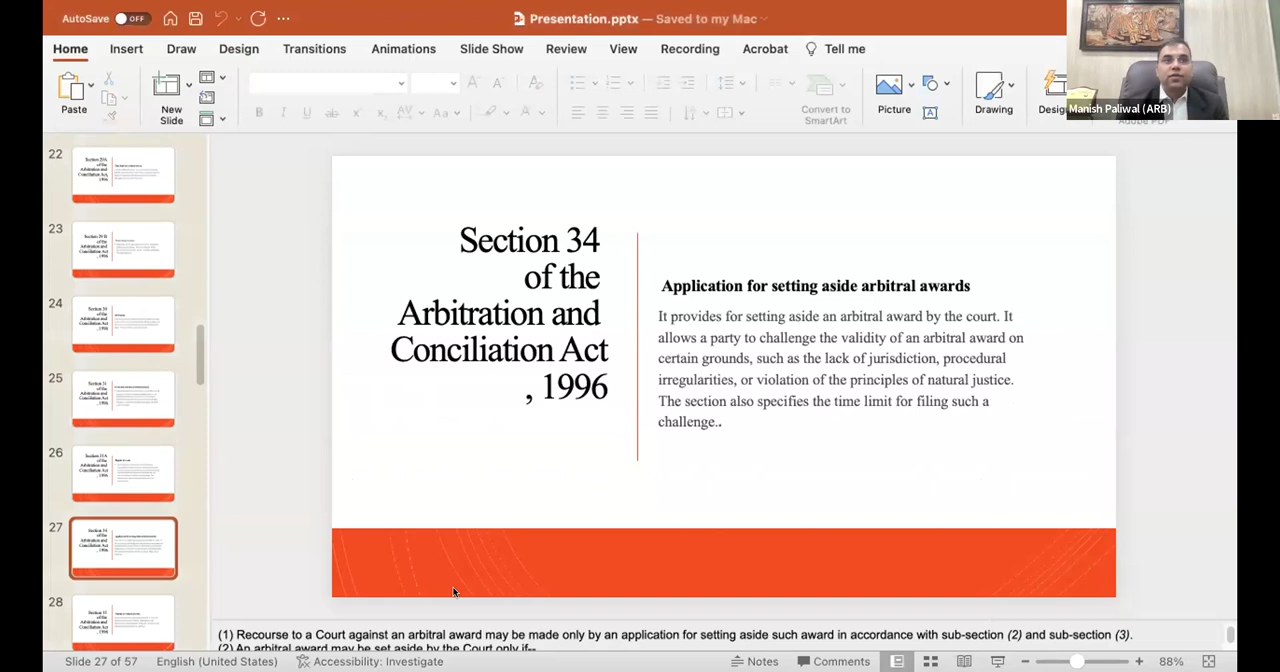 AutoSave OFF
Presentation.pptx — Saved to my Mac
Home Insert Draw Design Transitions Animations Slide Show Review View Recording Acrobat Tell me
Manish Paliwal (ARB)
Paste
New
Slide
Convert to
SmartArt
Picture
Drawing
22
23
24
25
26
27
28
Section 34
of the
Arbitration and
Conciliation Act
, 1996
Application for setting aside arbitral awards
It provides for setting aside an arbitral award by the court. It
allows a party to challenge the validity of an arbitral award on
certain grounds, such as the lack of jurisdiction, procedural
irregularities, or violation of the principles of natural justice.
The section also specifies the time limit for filing such a
challenge..
(1) Recourse to a Court against an arbitral award may be made only by an application for setting aside such award in accordance with sub-section (2) and sub-section (3).
(2) An arbitral award may be set aside by the Court only if--
Slide 27 of 57 English (United States) Accessibility: Investigate Notes Comments 88%